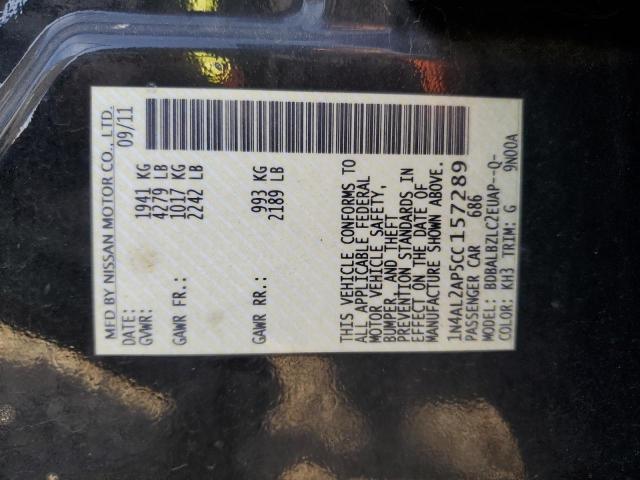 MFD BY NISSAN MOTOR CO., LTD.
DATE: 09/11
GVWR: 1941 KG
4279 LB
GAWR FR.: 1017 KG
2242 LB
GAWR RR.: 993 KG
2189 LB
THIS VEHICLE CONFORMS TO
ALL APPLICABLE FEDERAL
MOTOR VEHICLE SAFETY,
BUMPER, AND THEFT
PREVENTION STANDARDS IN
EFFECT ON THE DATE OF
MANUFACTURE SHOWN ABOVE.
1N4AL2AP5CC157289
PASSENGER CAR 686
MODEL: BDBALBZLC2EUAP--Q-
COLOR: KH3 TRIM: G 9N00A